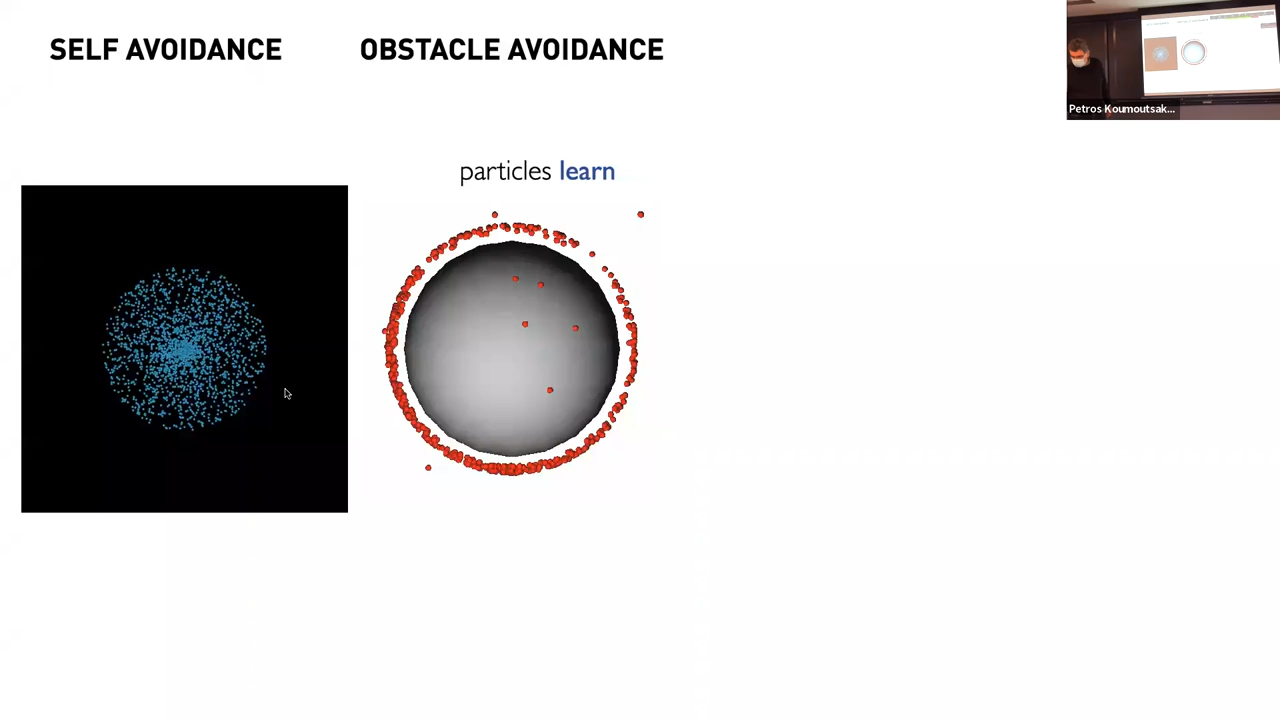 SELF AVOIDANCE
OBSTACLE AVOIDANCE
particles learn
Petros Koumoutsak...